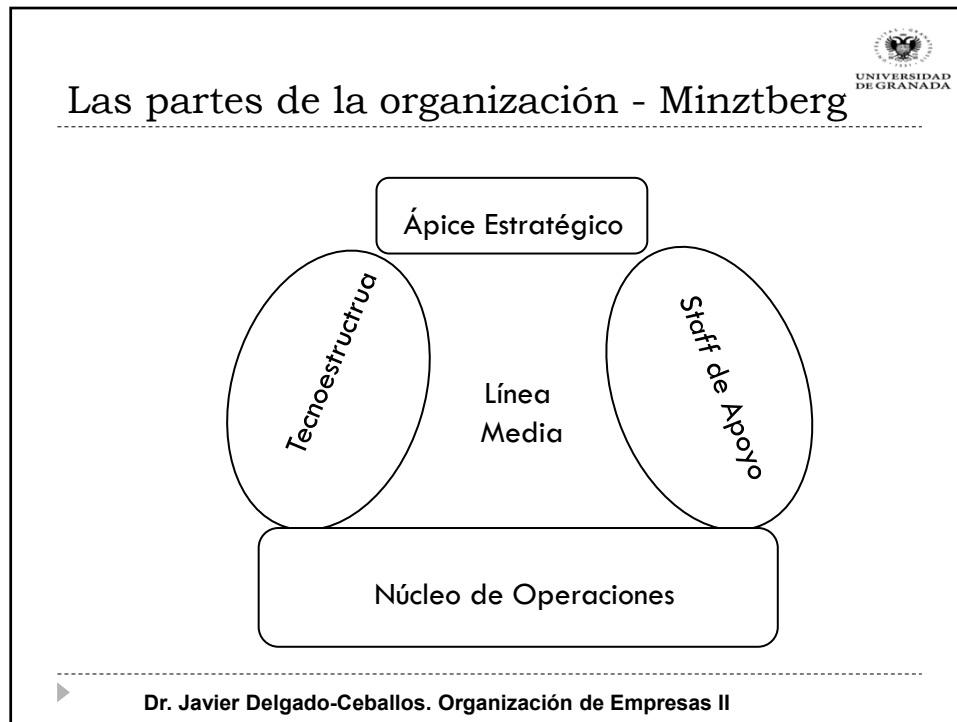 UNIVERSIDAD
DE GRANADA
Las partes de la organización - Minztberg
Ápice Estratégico
Tecnoestructrua
Staff de Apoyo
Línea
Media
Núcleo de Operaciones
Dr. Javier Delgado-Ceballos. Organización de Empresas II